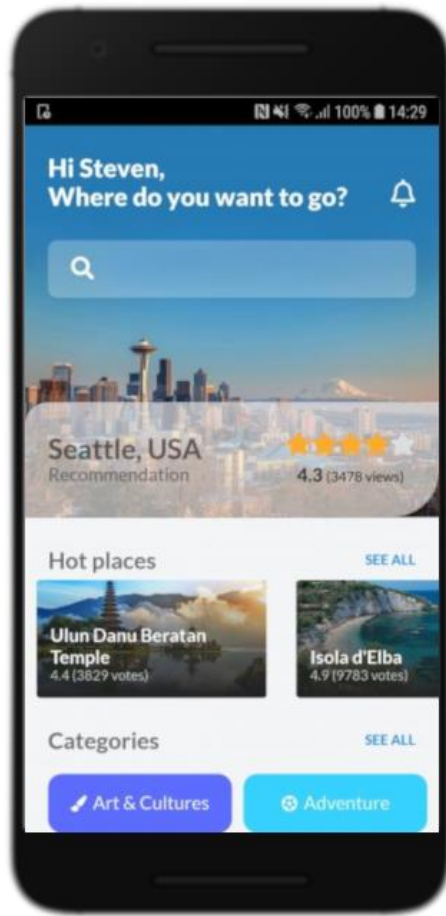 100% 14:29
Hi Steven,
Where do you want to go?
Seattle, USA
Recommendation
4.3 (3478 views)
Hot places
SEE ALL
Ulun Danu Beratan
Temple
4.4 (3829 votes)
Isola d'Elba
4.9 (9783 votes)
Categories
SEE ALL
Art & Cultures
Adventure